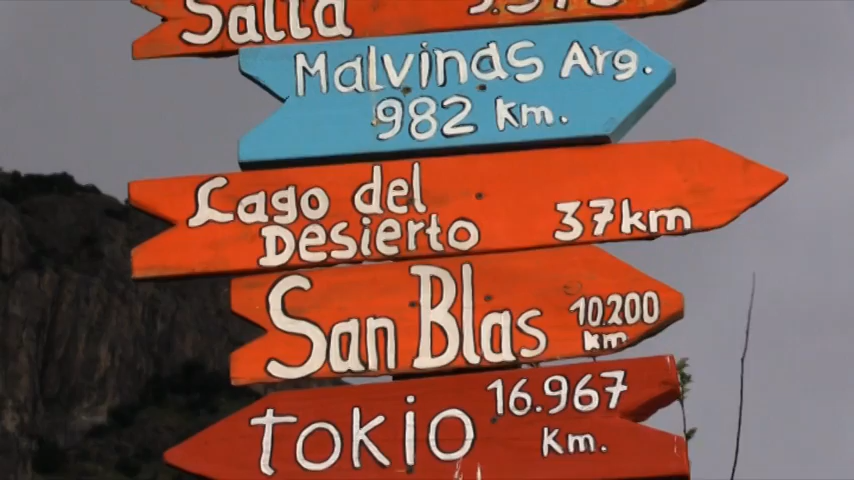 Salta
Malvinas Arg.
982 km.
Lago del
Desierto 37km
San Blas 10.200
km
Tokio 16.967
Km.